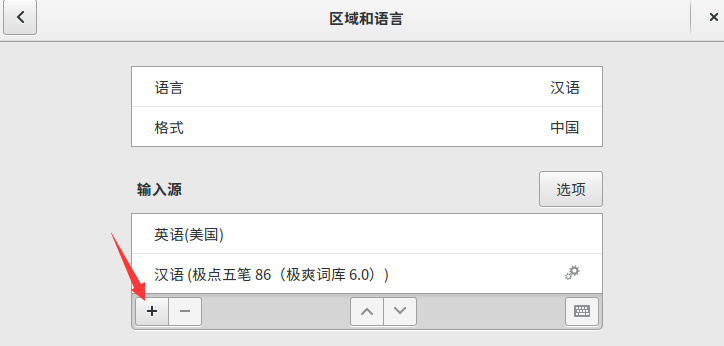 区域和语言
语言 汉语
格式 中国
输入源 选项
英语(美国)
汉语 (极点五笔 86（极爽词库 6.0）)